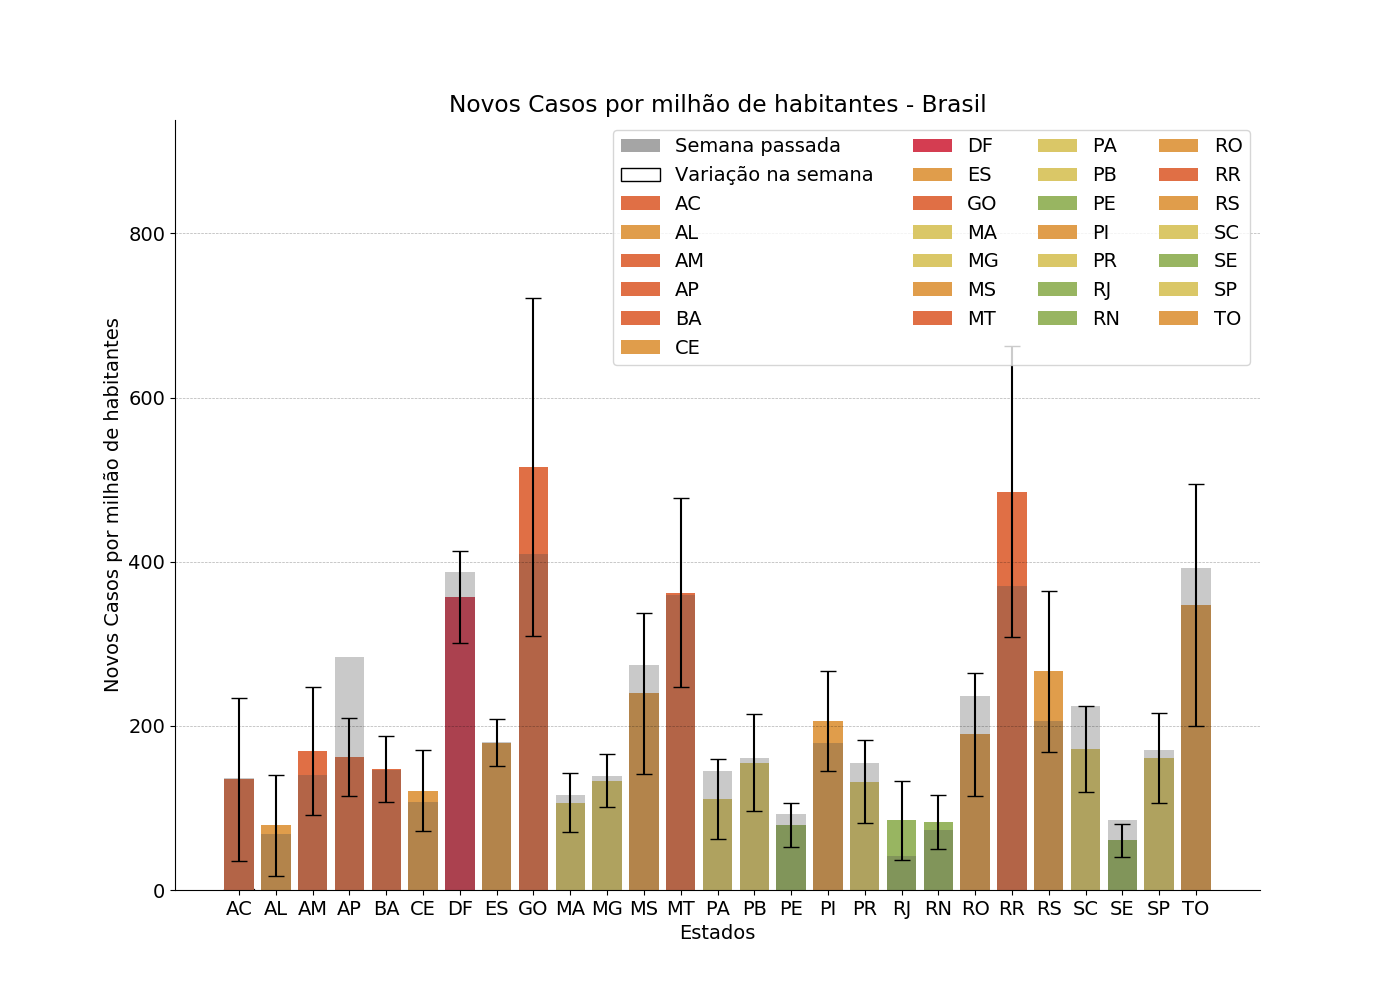 Novos Casos por milhão de habitantes - Brasil
Semana passada
Variação na semana
AC
AL
AM
AP
BA
CE
DF
ES
GO
MA
MG
MS
MT
PA
PB
PE
PI
PR
RJ
RN
RO
RR
RS
SC
SE
SP
TO
Novos Casos por milhão de habitantes
800
600
400
200
0
AC AL AM AP BA CE DF ES GO MA MG MS MT PA PB PE PI PR RJ RN RO RR RS SC SE SP TO
Estados